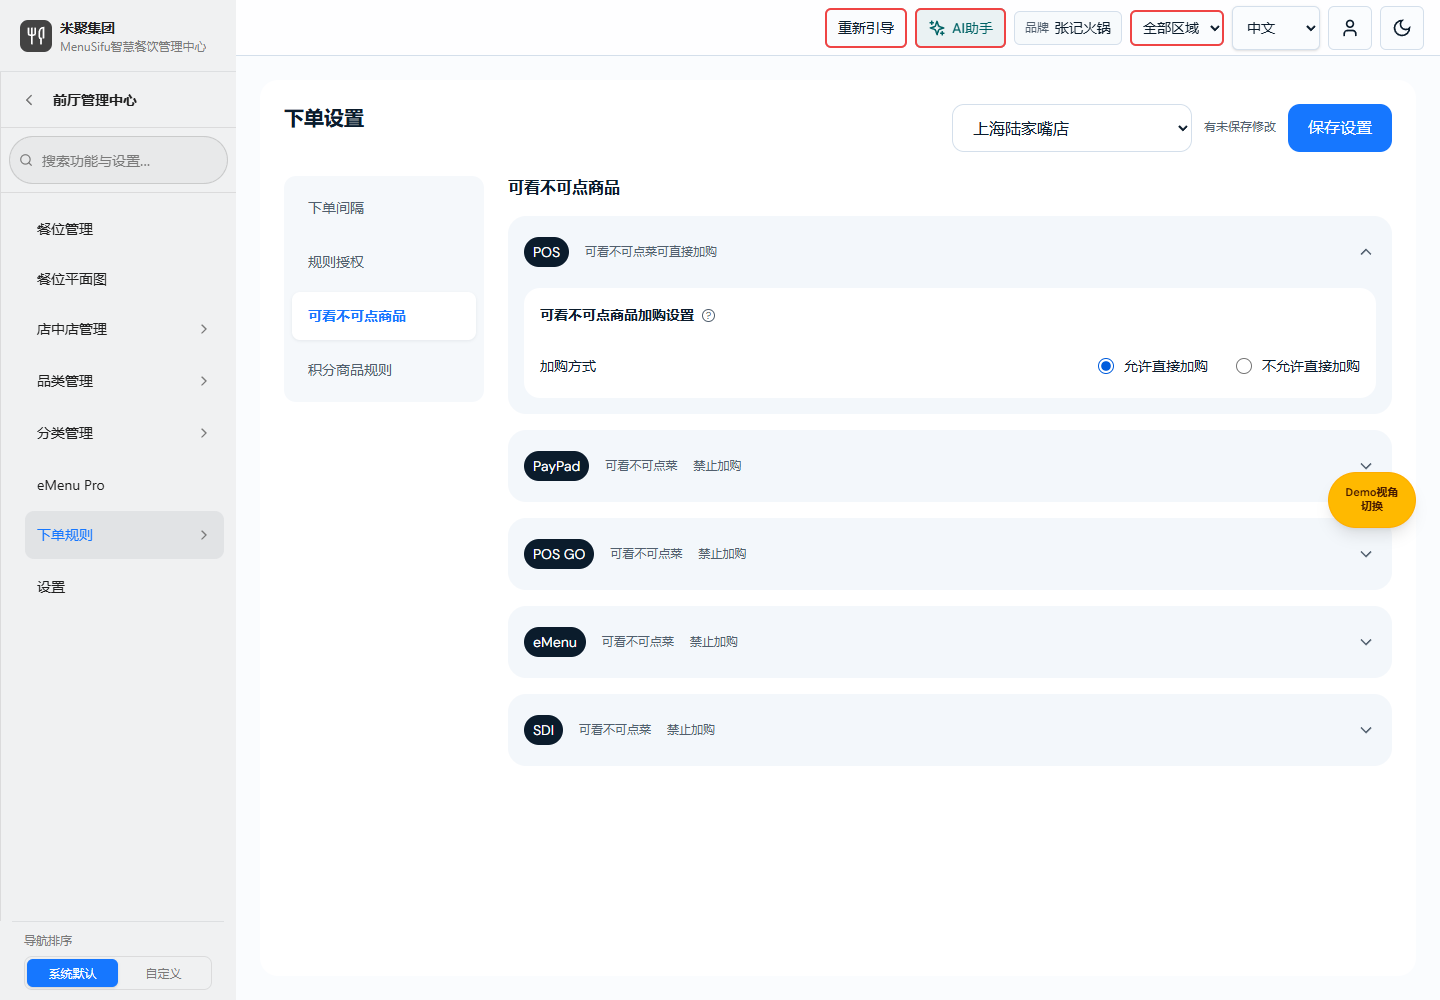 米聚集团
MenuSifu智慧餐饮管理中心
重新引导
AI助手
品牌 张记火锅
全部区域
中文
前厅管理中心
搜索功能与设置...
餐位管理
餐位平面图
店中店管理
品类管理
分类管理
eMenu Pro
下单规则
设置
导航排序
系统默认
自定义
下单设置
上海陆家嘴店
有未保存修改
保存设置
下单间隔
规则授权
可看不可点商品
积分商品规则
可看不可点商品
POS 可看不可点菜可直接加购
可看不可点商品加购设置 ?
加购方式
允许直接加购
不允许直接加购
PayPad 可看不可点菜 禁止加购
Demo视角
切换
POS GO 可看不可点菜 禁止加购
eMenu 可看不可点菜 禁止加购
SDI 可看不可点菜 禁止加购